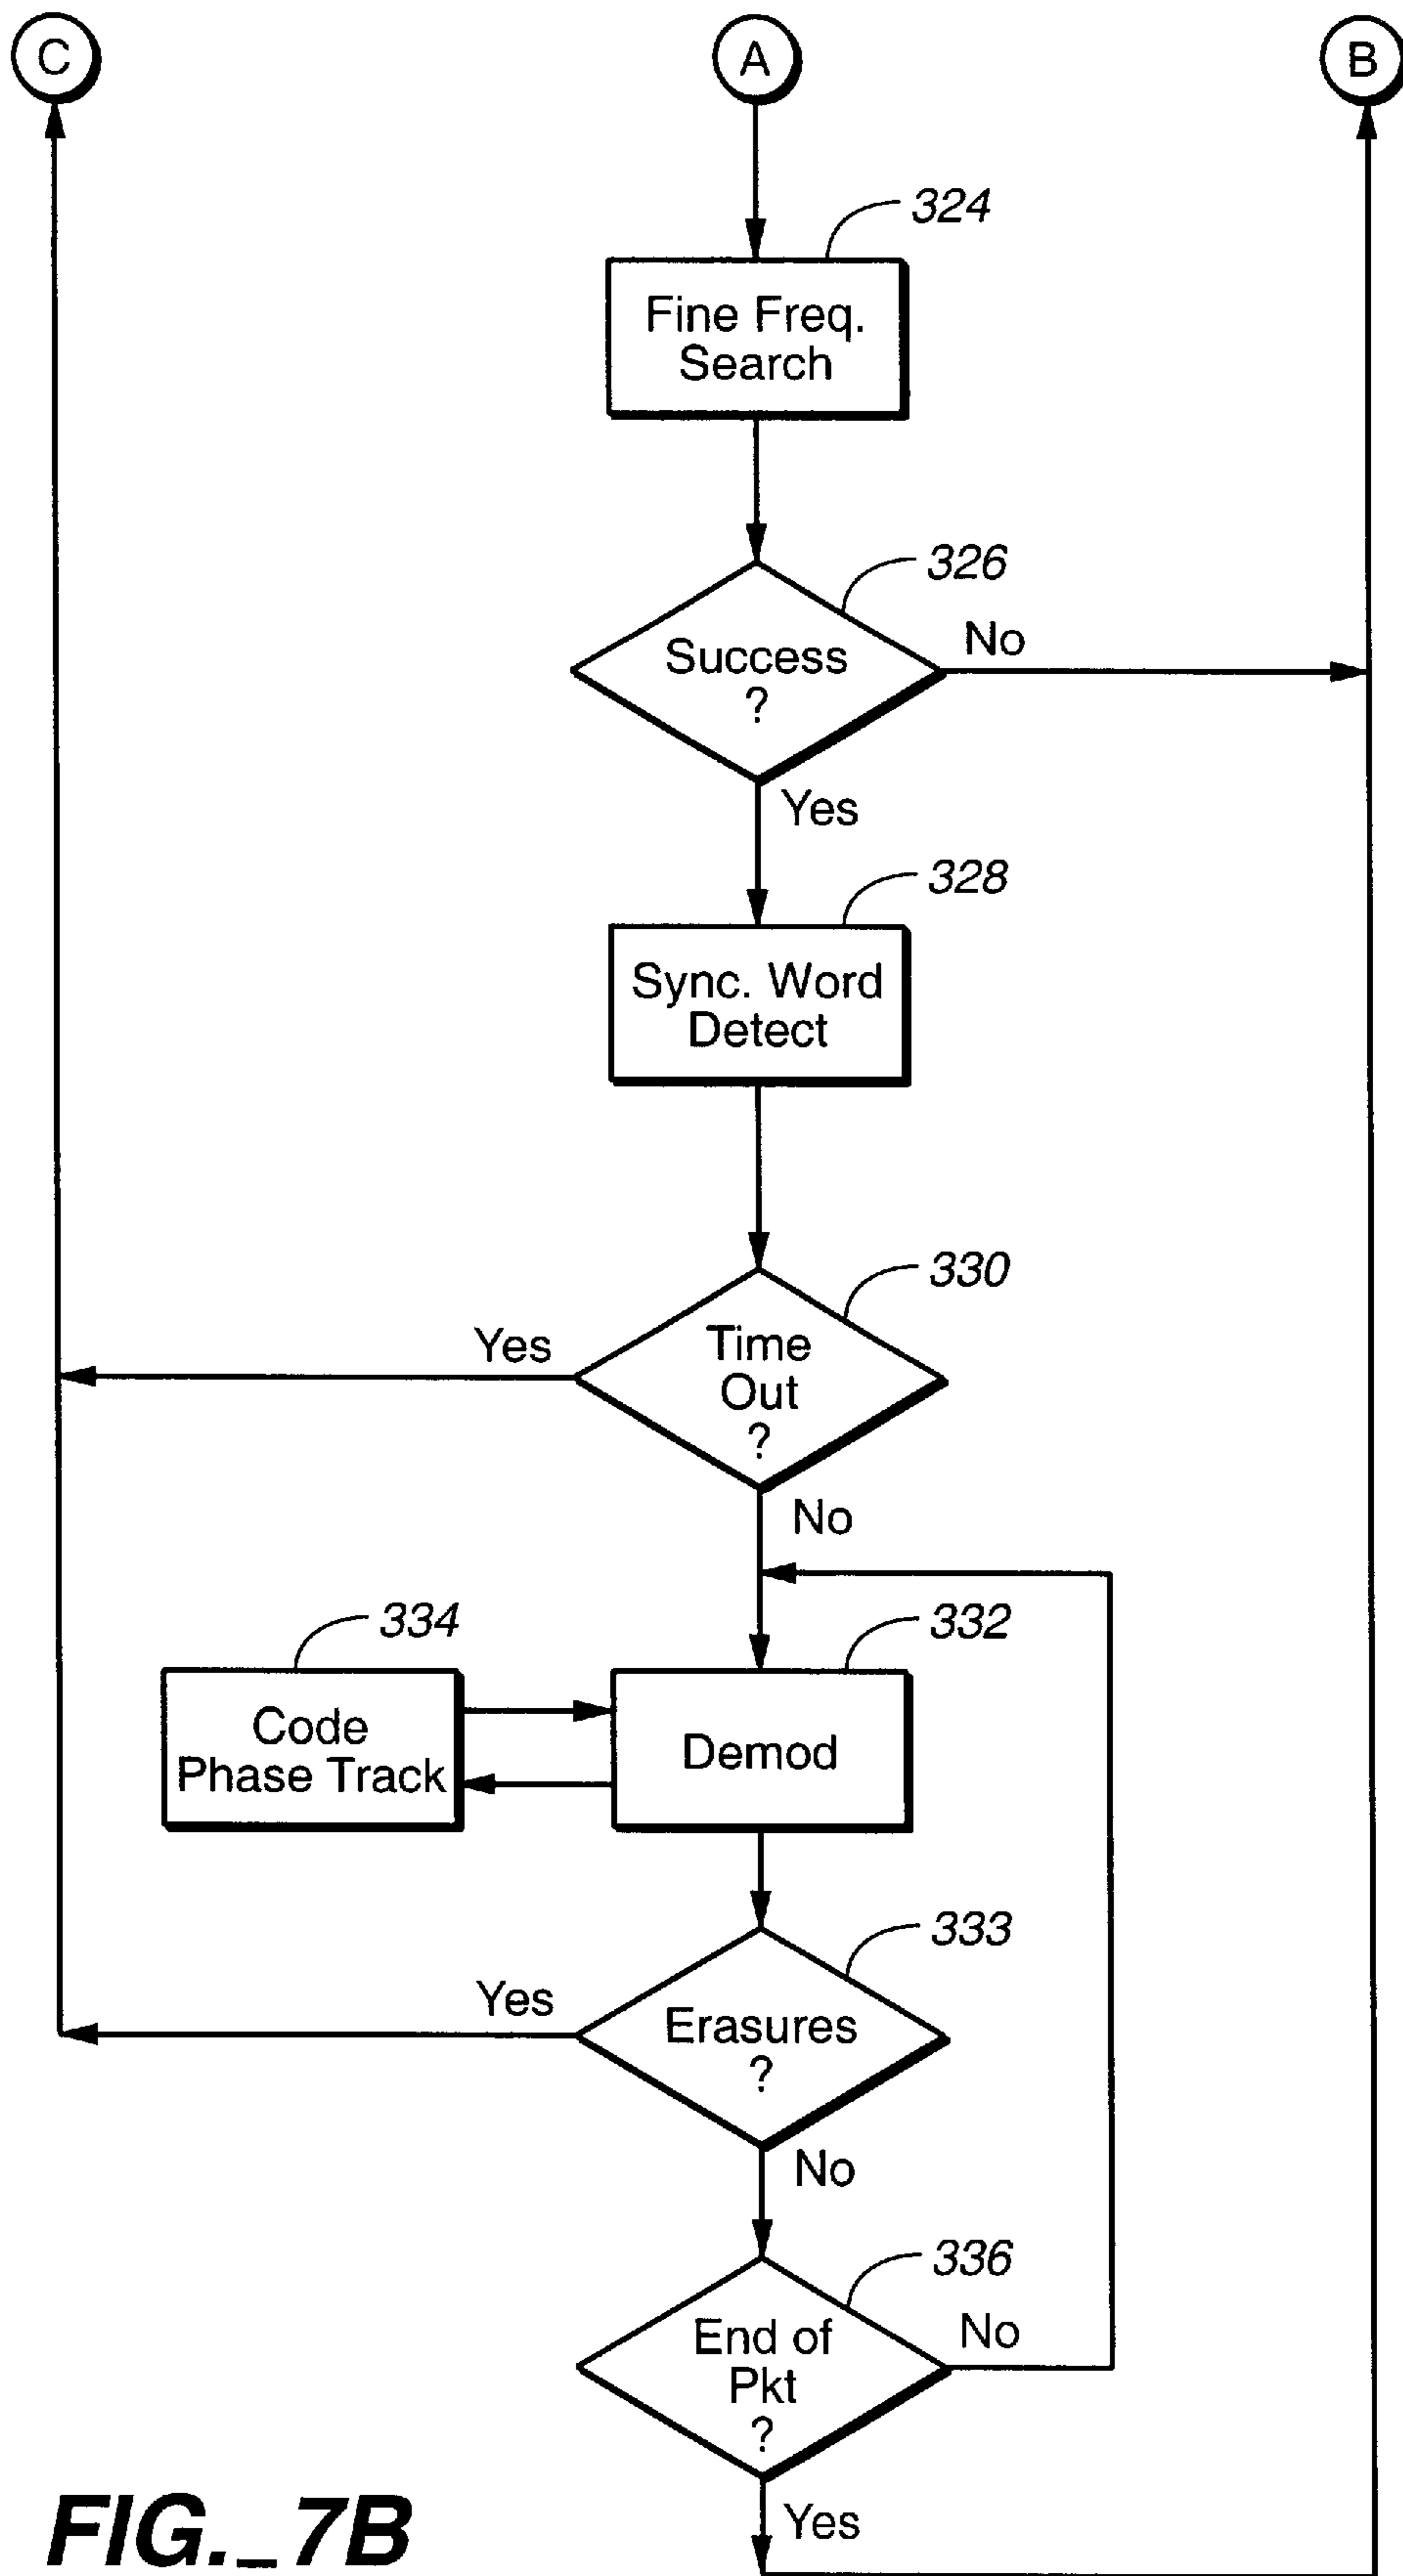 C
A
B
324
Fine Freq.
Search
326
Success
?
No
Yes
328
Sync. Word
Detect
330
Time
Out
?
Yes
No
334
Code
Phase Track
332
Demod
333
Erasures
?
Yes
No
336
End of
Pkt
?
No
Yes
FIG._7B